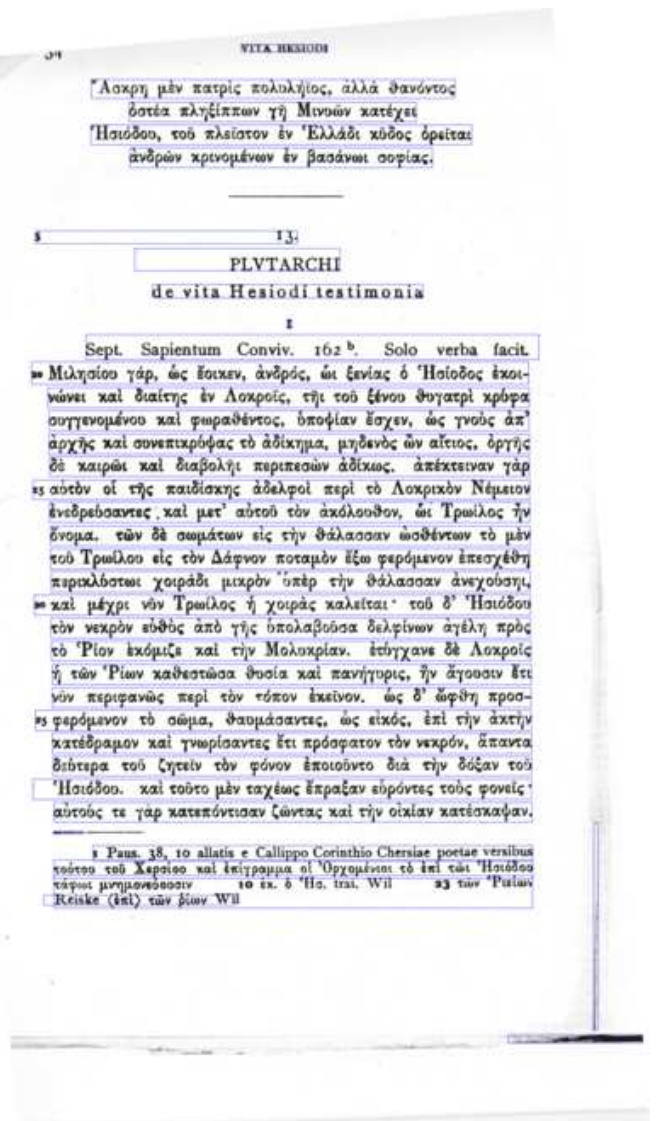 54 VITA HESIODI
Ἄσκρη μὲν πατρὶς πολυλήϊος, ἀλλὰ θανόντος
ὀστέα πληξίππων γῆ Μινυῶν κατέχει
Ἡσιόδου, τοῦ πλεῖστον ἐν Ἑλλάδι κῦδος ὀρεῖται
ἀνδρῶν κρινομένων ἐν βασάνωι σοφίας.
5 13.
PLVTARCHI
de vita Hesiodi testimonia
1
Sept. Sapientum Conviv. 162 b. Solo verba facit.
Μιλησίου γάρ, ὡς ἔοικεν, ἀνδρός, ὧι ξενίας ὁ Ἡσίοδος ἐκοι-
νώνει καὶ διαίτης ἐν Λοκροῖς, τῆι τοῦ ξένου θυγατρὶ κρύφα
συγγενομένου καὶ φωραθέντος, ὑποψίαν ἔσχεν, ὡς γνοὺς ἀπ’
ἀρχῆς καὶ συνεπικρύψας τὸ ἀδίκημα, μηδενὸς ὢν αἴτιος, ὀργῆς
δὲ καιρῶι καὶ διαβολῆι περιπεσὼν ἀδίκως. ἀπέκτειναν γὰρ
15 αὐτὸν οἱ τῆς παιδίσκης ἀδελφοὶ περὶ τὸ Λοκρικὸν Νέμειον
ἐνεδρεύσαντες καὶ μετ’ αὐτοῦ τὸν ἀκόλουθον, ὧι Τρωίλος ἦν
ὄνομα. τῶν δὲ σωμάτων εἰς τὴν θάλασσαν ὠσθέντων τὸ μὲν
τοῦ Τρωίλου εἰς τὸν Δάφνον ποταμὸν ἔξω φερόμενον ἐπεσχέθη
περικλύστωι χοιράδι μικρὸν ὑπὲρ τὴν θάλασσαν ἀνεχούσηι,
20 καὶ μέχρι νῦν Τρωίλος ἡ χοιρὰς καλεῖται· τοῦ δ’ Ἡσιόδου
τὸν νεκρὸν εὐθὺς ἀπὸ γῆς ὑπολαβοῦσα δελφίνων ἀγέλη πρὸς
τὸ Ῥίον ἐκόμιζε καὶ τὴν Μολυκρίαν. ἐτύγχανε δὲ Λοκροῖς
ἡ τῶν Ῥίων καθεστῶσα θυσία καὶ πανήγυρις, ἣν ἄγουσιν ἔτι
νῦν περιφανῶς περὶ τὸν τόπον ἐκεῖνον. ὡς δ’ ὤφθη προσ-
25 φερόμενον τὸ σῶμα, θαυμάσαντες, ὡς εἰκός, ἐπὶ τὴν ἀκτὴν
κατέδραμον καὶ γνωρίσαντες ἔτι πρόσφατον τὸν νεκρόν, ἅπαντα
δεύτερα τοῦ ζητεῖν τὸν φόνον ἐποιοῦντο διὰ τὴν δόξαν τοῦ
Ἡσιόδου. καὶ τοῦτο μὲν ταχέως ἔπραξαν εὑρόντες τοὺς φονεῖς·
αὐτούς τε γὰρ κατεπόντισαν ζῶντας καὶ τὴν οἰκίαν κατέσκαψαν.
1 Paus. 38, 10 allatis e Callippo Corinthio Chersiae poetae versibus
τούτου τοῦ Χερσίου καὶ ἐπίγραμμα οἱ Ὀρχομένιοι τὸ ἐπὶ τῶι Ἡσιόδου
τάφωι μνημονεύουσιν 10 ἐκ. ὁ Ἡσ. trai. Wil 23 τῶν Ῥιείων
Reiske (ἐπὶ) τῶν ῥίων Wil